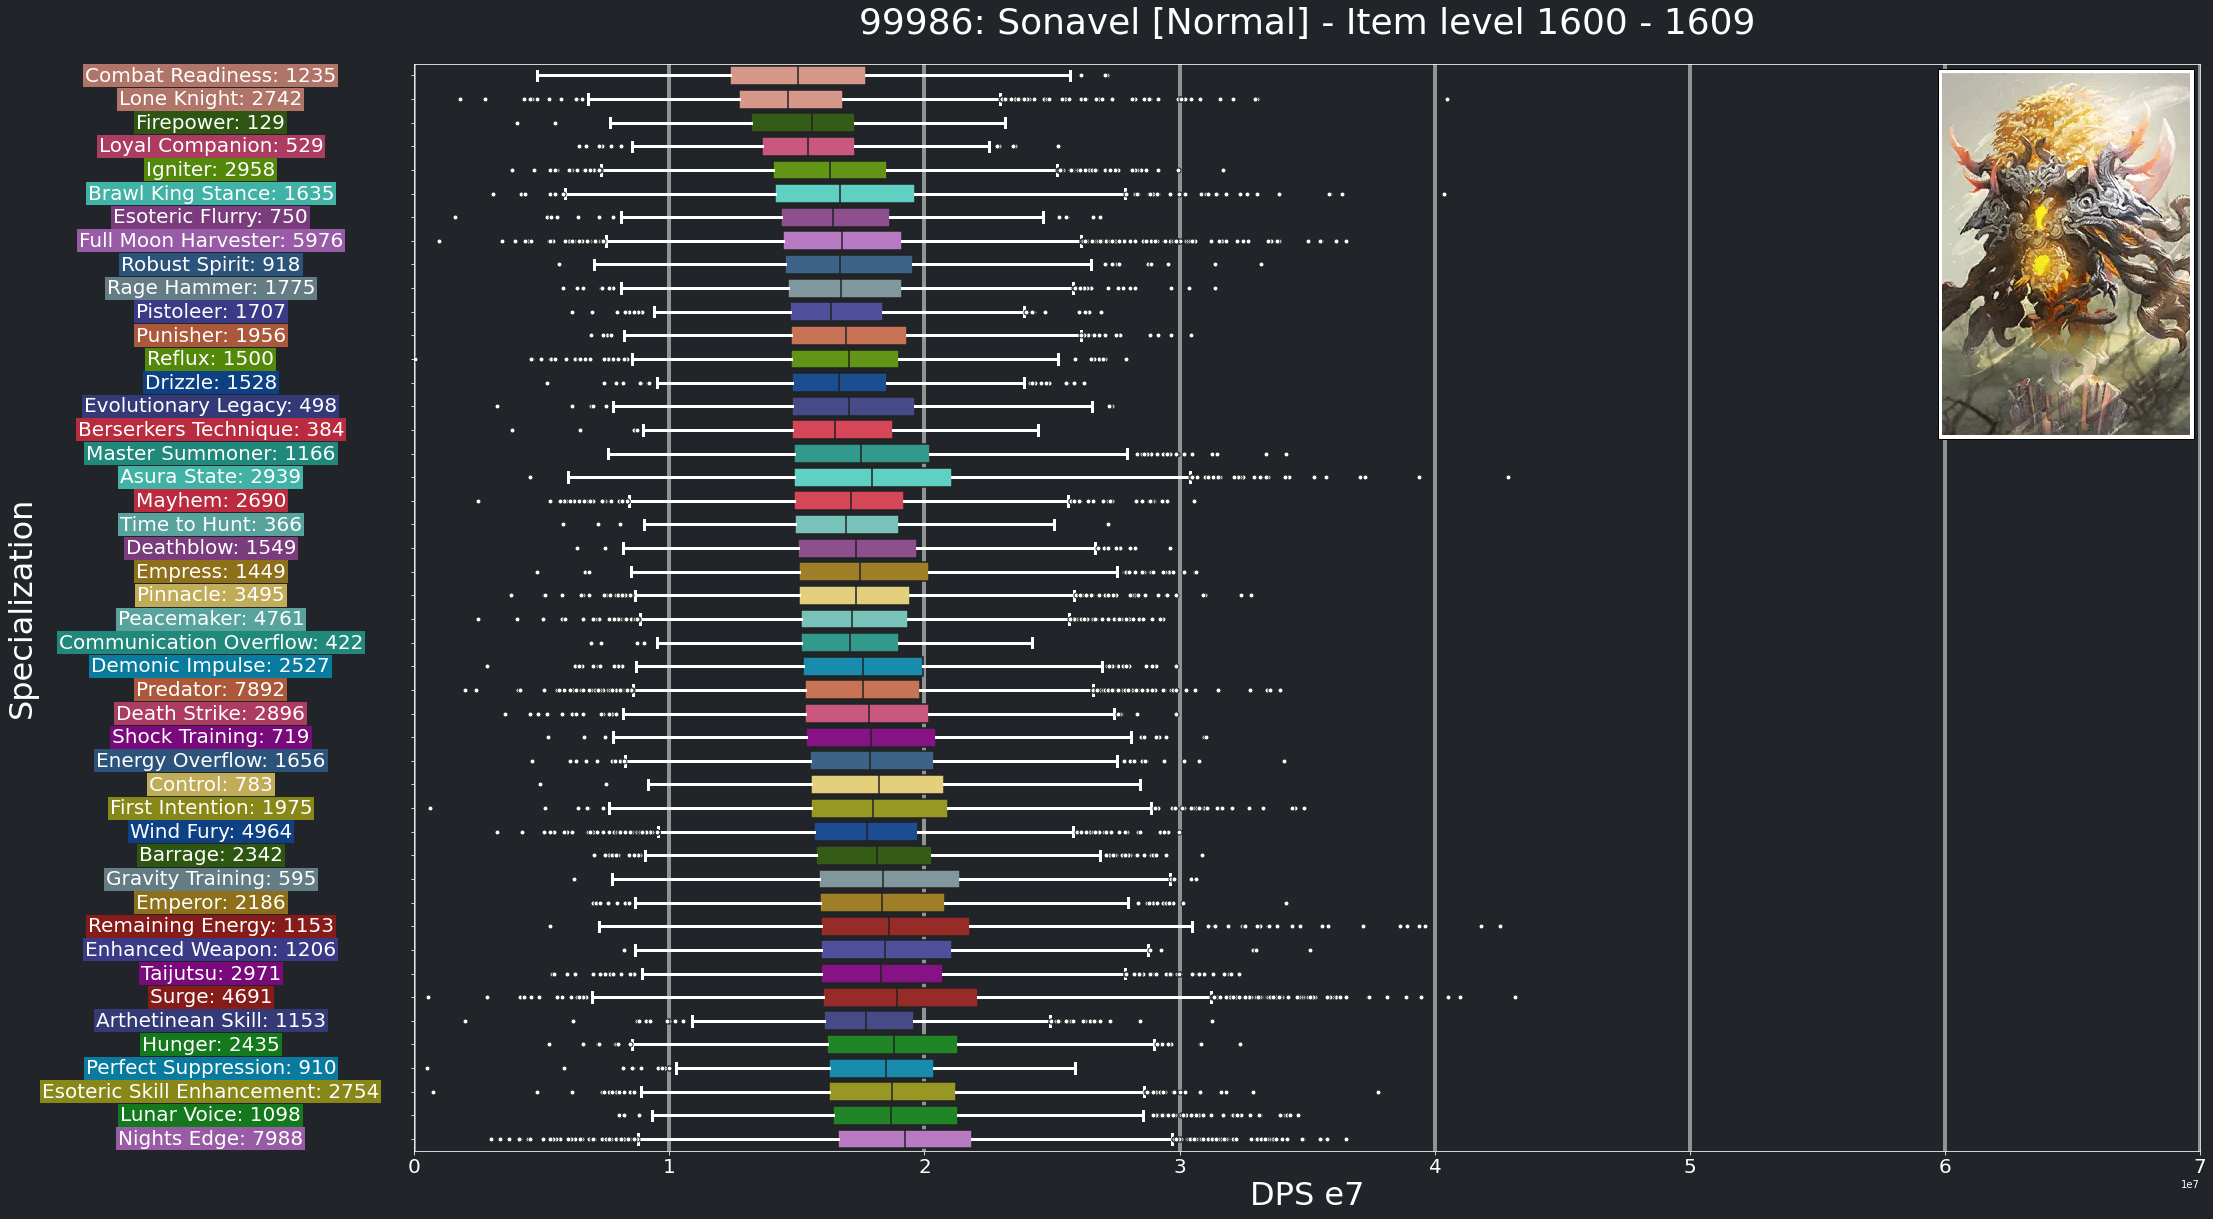 99986: Sonavel [Normal] - Item level 1600 - 1609
Specialization
Combat Readiness: 1235
Lone Knight: 2742
Firepower: 129
Loyal Companion: 529
Igniter: 2958
Brawl King Stance: 1635
Esoteric Flurry: 750
Full Moon Harvester: 5976
Robust Spirit: 918
Rage Hammer: 1775
Pistoleer: 1707
Punisher: 1956
Reflux: 1500
Drizzle: 1528
Evolutionary Legacy: 498
Berserkers Technique: 384
Master Summoner: 1166
Asura State: 2939
Mayhem: 2690
Time to Hunt: 366
Deathblow: 1549
Empress: 1449
Pinnacle: 3495
Peacemaker: 4761
Communication Overflow: 422
Demonic Impulse: 2527
Predator: 7892
Death Strike: 2896
Shock Training: 719
Energy Overflow: 1656
Control: 783
First Intention: 1975
Wind Fury: 4964
Barrage: 2342
Gravity Training: 595
Emperor: 2186
Remaining Energy: 1153
Enhanced Weapon: 1206
Taijutsu: 2971
Surge: 4691
Arthetinean Skill: 1153
Hunger: 2435
Perfect Suppression: 910
Esoteric Skill Enhancement: 2754
Lunar Voice: 1098
Nights Edge: 7988
0 1 2 3 4 5 6 7
1e7
DPS e7